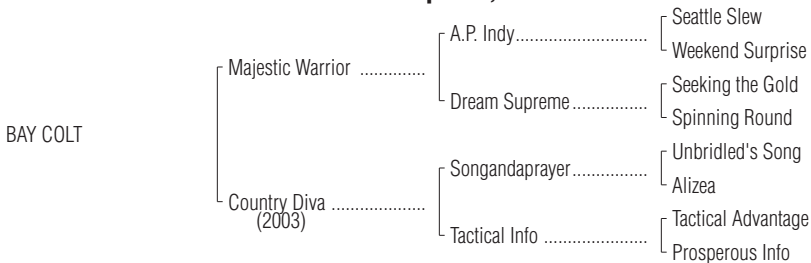 Seattle Slew
A.P. Indy
Weekend Surprise
Majestic Warrior
Seeking the Gold
Dream Supreme
Spinning Round
BAY COLT
Unbridled's Song
Songandaprayer
Alizea
Country Diva
(2003)
Tactical Advantage
Tactical Info
Prosperous Info